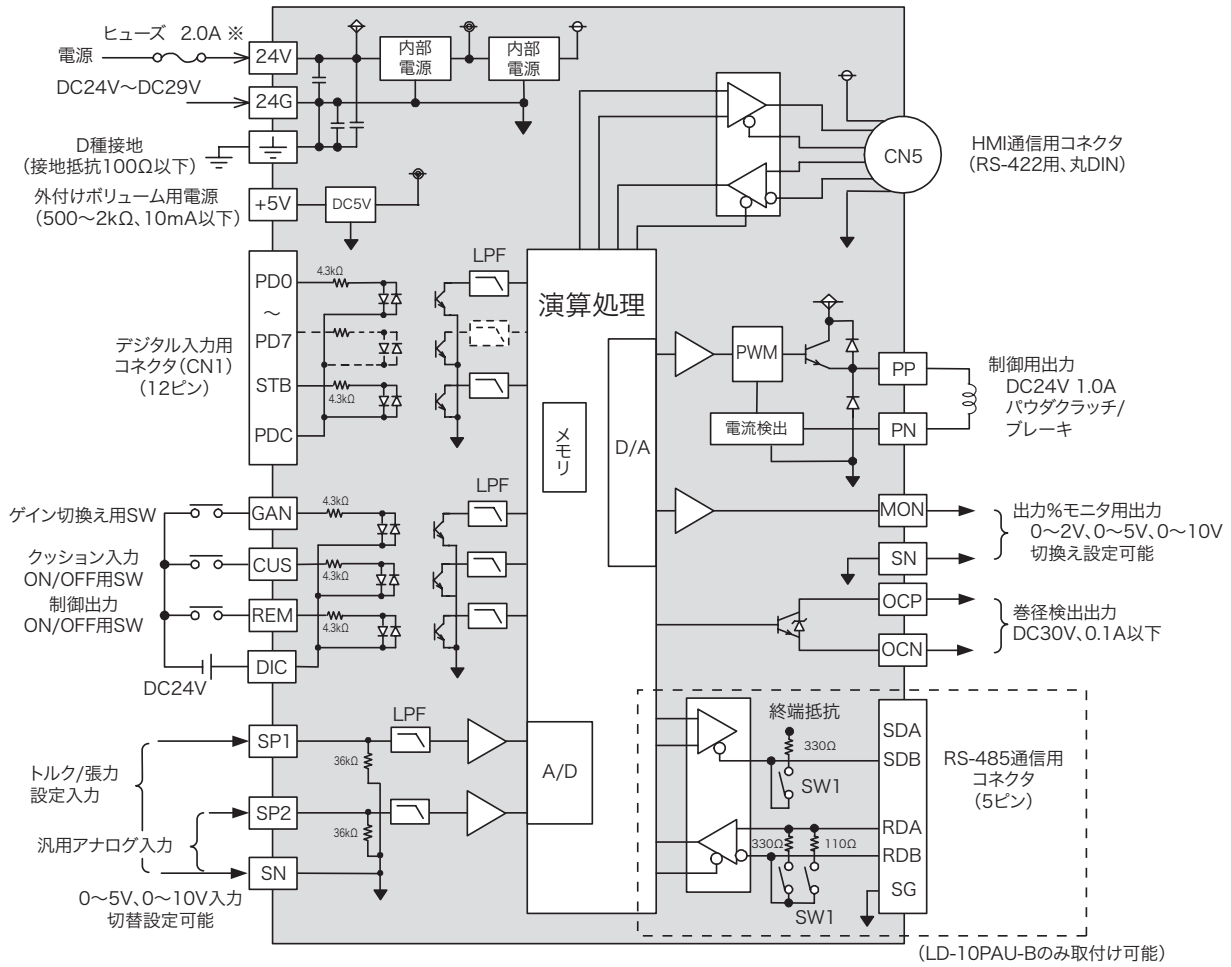 ヒューズ 2.0A ※
電源
DC24V～DC29V
D種接地
(接地抵抗100Ω以下)
外付けボリューム用電源
(500～2kΩ、10mA以下)
24V
24G
+5V
内部
電源
内部
電源
DC5V
CN5
HMI通信用コネクタ
(RS-422用、丸DIN)
デジタル入力用
コネクタ(CN1)
(12ピン)
PD0
～
PD7
STB
PDC
4.3kΩ
4.3kΩ
LPF
演算処理
メモリ
D/A
A/D
PWM
電流検出
PP
PN
制御用出力
DC24V 1.0A
パウダクラッチ/
ブレーキ
MON
SN
出力%モニタ用出力
0～2V、0～5V、0～10V
切換え設定可能
OCP
OCN
巻径検出出力
DC30V、0.1A以下
ゲイン切換え用SW
クッション入力
ON/OFF用SW
制御出力
ON/OFF用SW
DC24V
GAN
CUS
REM
DIC
4.3kΩ
4.3kΩ
4.3kΩ
LPF
トルク/張力
設定入力
汎用アナログ入力
0～5V、0～10V入力
切替設定可能
SP1
SP2
SN
36kΩ
36kΩ
LPF
終端抵抗
330Ω
SW1
330Ω
110Ω
SW1
SDA
SDB
RDA
RDB
SG
RS-485通信用
コネクタ
(5ピン)
(LD-10PAU-Bのみ取付け可能)